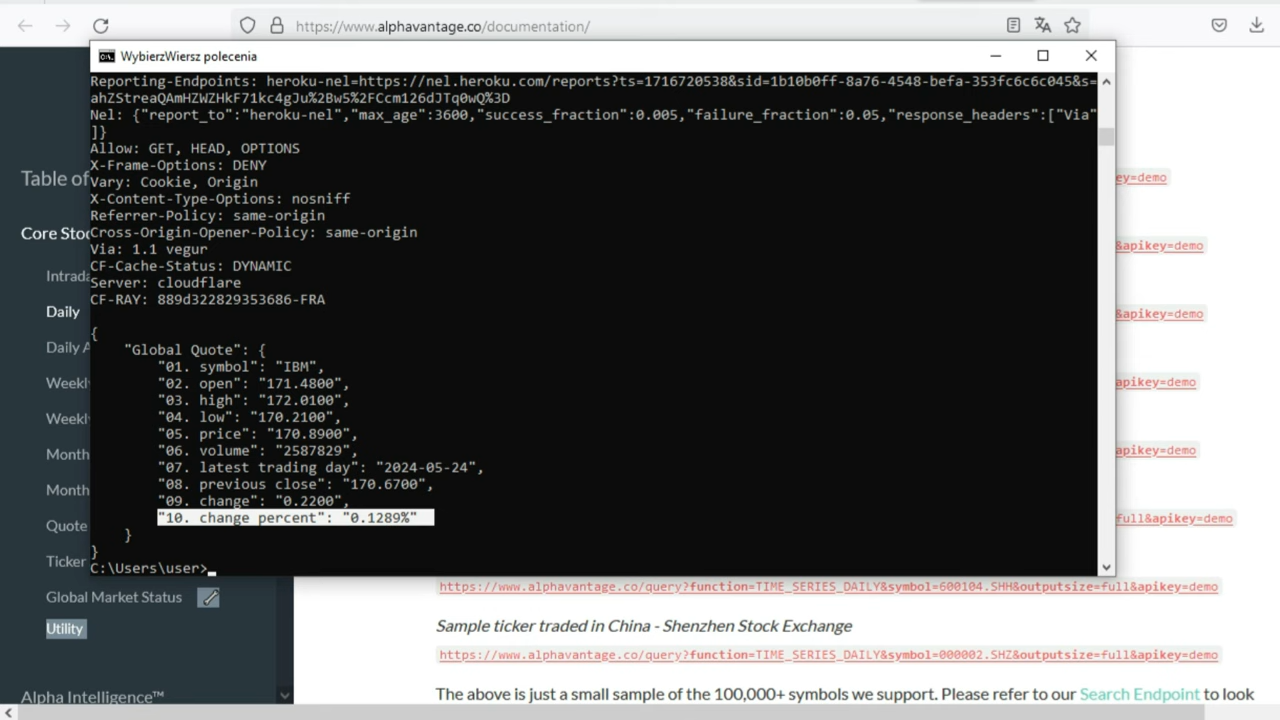 https://www.alphavantage.co/documentation/
WybierzWiersz polecenia
Reporting-Endpoints: heroku-nel=https://nel.heroku.com/reports?ts=1716720538&sid=1b10b0ff-8a76-4548-befa-353fc6c6c045&s=
ahZStreaQAmHZWZHkF71kc4gJu%2Bw5%2FCcm126dJTq0wQ%3D
Nel: {"report_to":"heroku-nel","max_age":3600,"success_fraction":0.005,"failure_fraction":0.05,"response_headers":["Via"
]}
Allow: GET, HEAD, OPTIONS
X-Frame-Options: DENY
Vary: Cookie, Origin
X-Content-Type-Options: nosniff
Referrer-Policy: same-origin
Cross-Origin-Opener-Policy: same-origin
Via: 1.1 vegur
CF-Cache-Status: DYNAMIC
Server: cloudflare
CF-RAY: 889d322829353686-FRA
{
"Global Quote": {
"01. symbol": "IBM",
"02. open": "171.4800",
"03. high": "172.0100",
"04. low": "170.2100",
"05. price": "170.8900",
"06. volume": "2587829",
"07. latest trading day": "2024-05-24",
"08. previous close": "170.6700",
"09. change": "0.2200",
"10. change percent": "0.1289%"
}
}
C:\Users\user>
Table of
Core Stoc
Intrada
Daily
Daily A
Weekl
Weekl
Month
Month
Quote
Ticker
Global Market Status
Utility
Alpha Intelligence™
ey=demo
&apikey=demo
&apikey=demo
apikey=demo
apikey=demo
full&apikey=demo
https://www.alphavantage.co/query?function=TIME_SERIES_DAILY&symbol=600104.SHH&outputsize=full&apikey=demo
Sample ticker traded in China - Shenzhen Stock Exchange
https://www.alphavantage.co/query?function=TIME_SERIES_DAILY&symbol=000002.SHZ&outputsize=full&apikey=demo
The above is just a small sample of the 100,000+ symbols we support. Please refer to our Search Endpoint to look